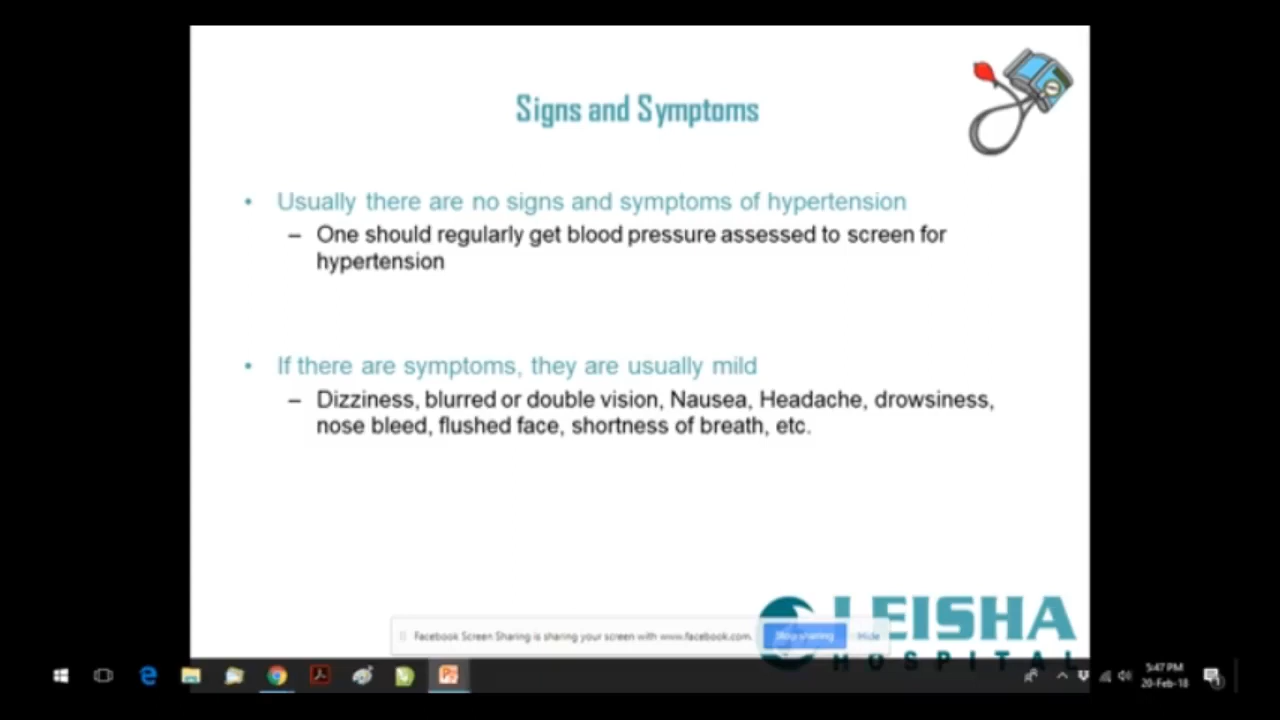 Signs and Symptoms
• Usually there are no signs and symptoms of hypertension
– One should regularly get blood pressure assessed to screen for
hypertension
• If there are symptoms, they are usually mild
– Dizziness, blurred or double vision, Nausea, Headache, drowsiness,
nose bleed, flushed face, shortness of breath, etc.
LEISHA
HOSPITAL
Facebook Screen Sharing is sharing your screen with www.facebook.com. Stop sharing Hide
5:47 PM
20-Feb-18